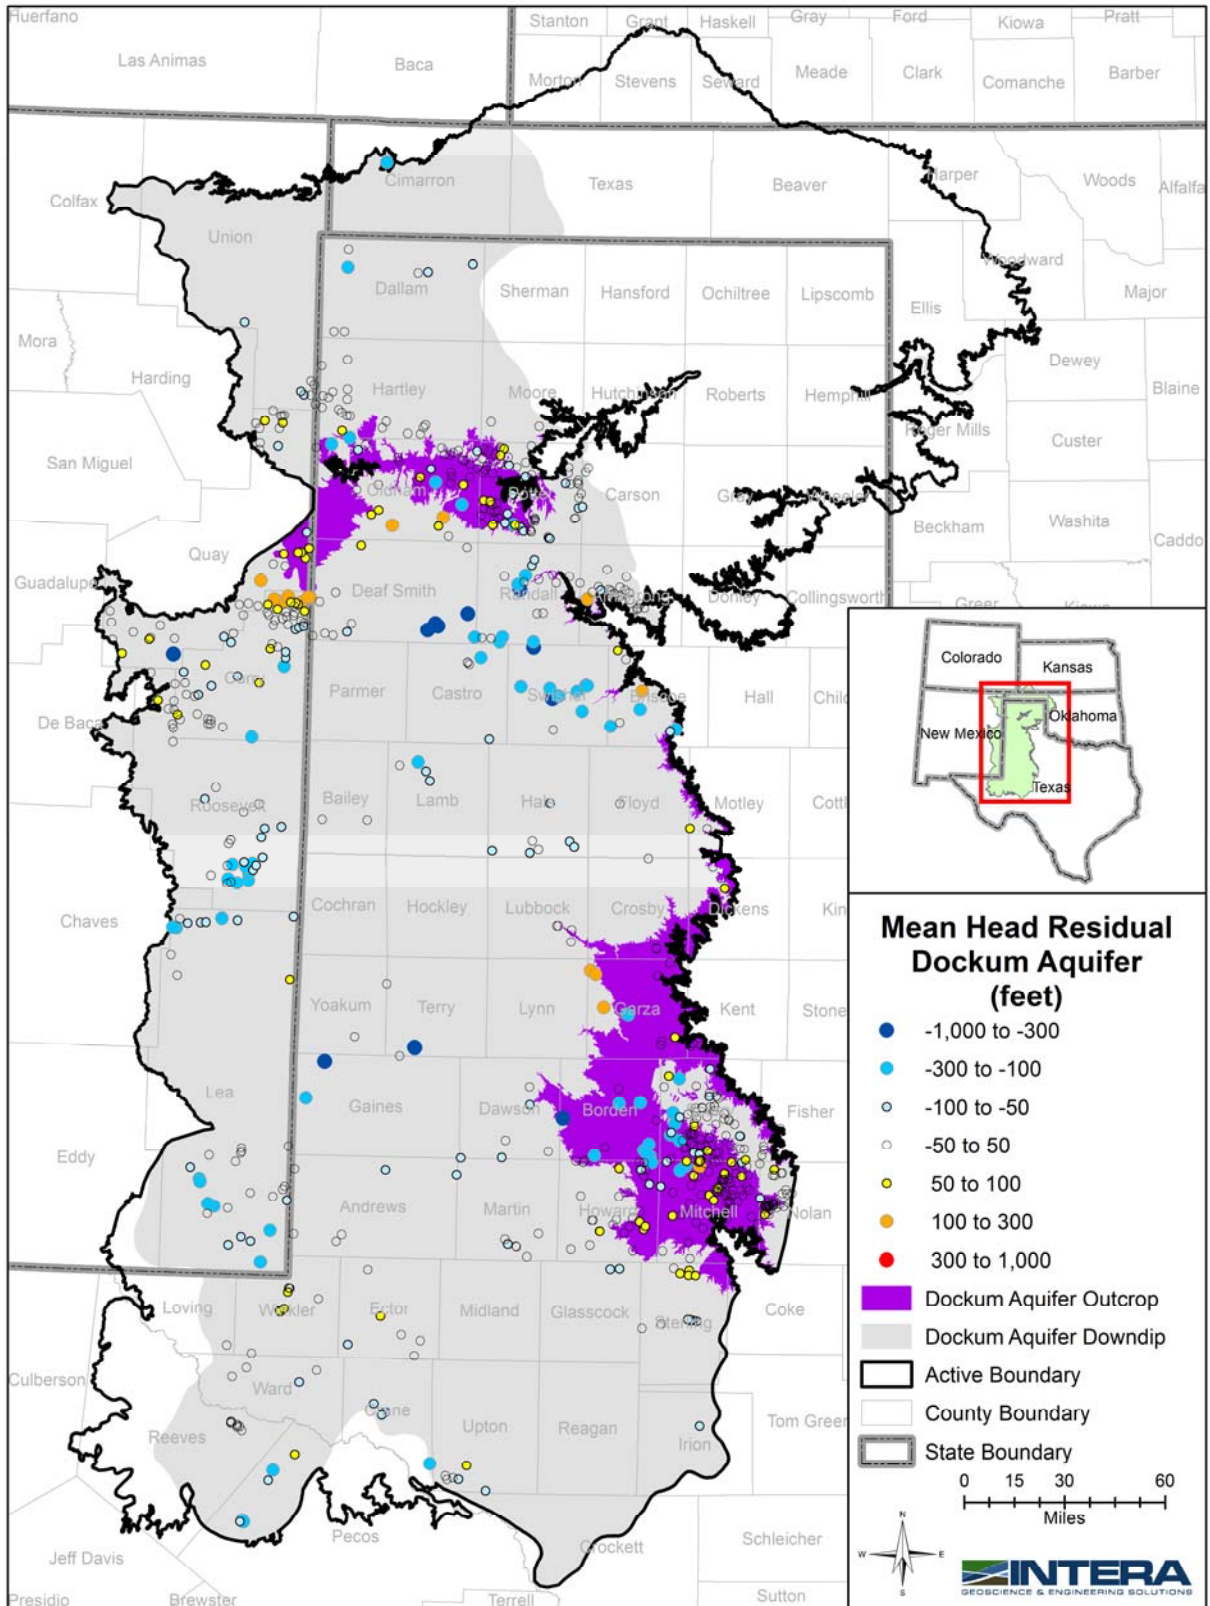 Huerfano
Stanton
Grant
Haskell
Gray
Ford
Kiowa
Pratt
Las Animas
Baca
Morton
Stevens
Seward
Meade
Clark
Comanche
Barber
Colfax
Cimarron
Texas
Beaver
Harper
Woods
Alfalfa
Union
Woodward
Dallam
Sherman
Hansford
Ochiltree
Lipscomb
Ellis
Major
Mora
Harding
Dewey
Hartley
Moore
Hutchinson
Roberts
Hemphill
Blaine
Roger Mills
Custer
San Miguel
Oldham
Potter
Carson
Gray
Wheeler
Beckham
Washita
Caddo
Quay
Guadalupe
Deaf Smith
Randall
Armstrong
Donley
Collingsworth
Greer
Kiowa
Curry
Parmer
Castro
Swisher
Briscoe
Hall
Chilc
De Baca
Roosevelt
Bailey
Lamb
Hale
Floyd
Motley
Cottl
Chaves
Cochran
Hockley
Lubbock
Crosby
Dickens
Kin
Yoakum
Terry
Lynn
Garza
Kent
Stone
Lea
Gaines
Dawson
Borden
Fisher
Eddy
Andrews
Martin
Howard
Mitchell
Nolan
Loving
Winkler
Ector
Midland
Glasscock
Sterling
Coke
Culberson
Ward
Crane
Upton
Reagan
Irion
Tom Green
Reeves
Pecos
Crockett
Schleicher
Jeff Davis
Presidio
Brewster
Terrell
Sutton
Colorado
Kansas
New Mexico
Oklahoma
Texas
Mean Head Residual
Dockum Aquifer
(feet)
-1,000 to -300
-300 to -100
-100 to -50
-50 to 50
50 to 100
100 to 300
300 to 1,000
Dockum Aquifer Outcrop
Dockum Aquifer Downdip
Active Boundary
County Boundary
State Boundary
0 15 30 60
Miles
N
W E
S
INTERA
GEOSCIENCE & ENGINEERING SOLUTIONS